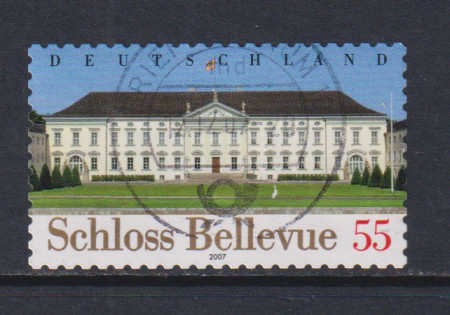 DEUTSCHLAND
Schloss Bellevue 55
2007